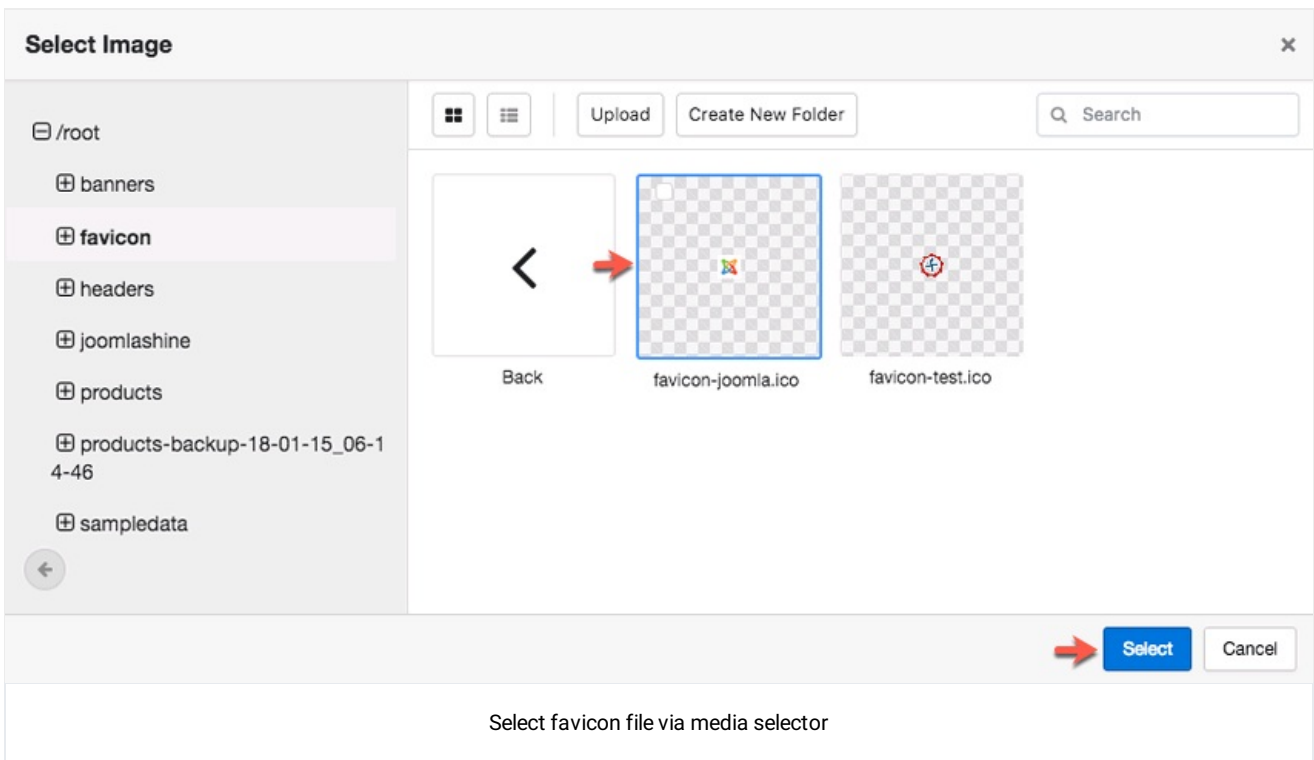 Select Image
/root
banners
favicon
headers
joomlashine
products
products-backup-18-01-15_06-1
4-46
sampledata
Upload
Create New Folder
Search
Back
favicon-joomla.ico
favicon-test.ico
Select
Cancel
Select favicon file via media selector